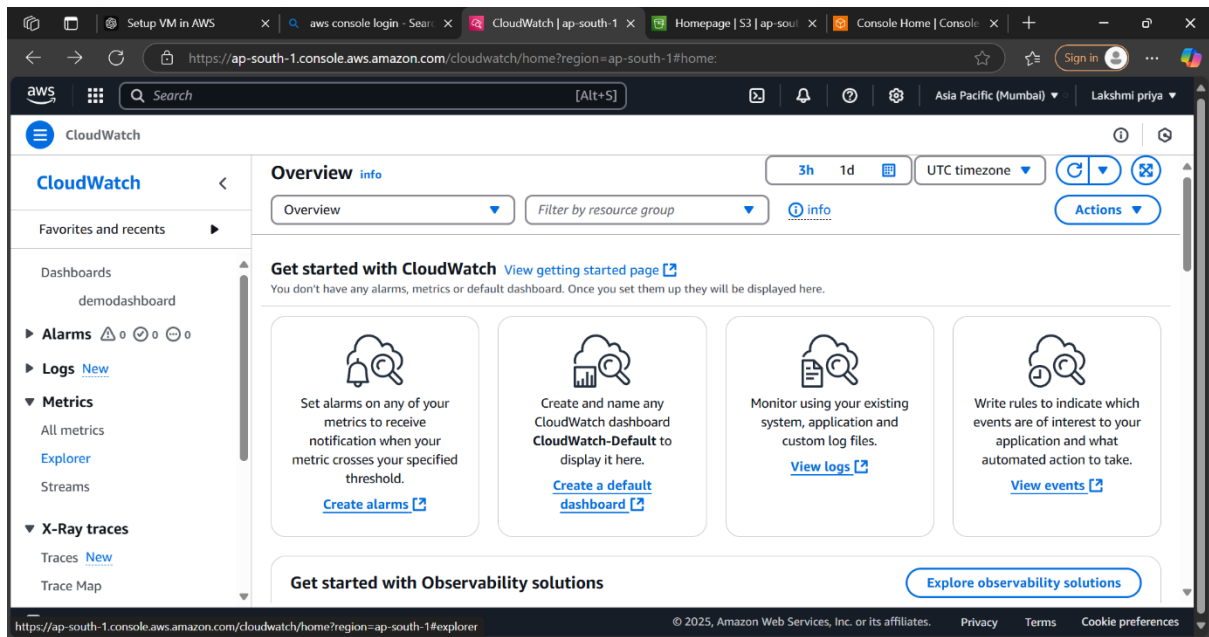 Setup VM in AWS
aws console login - Sear
CloudWatch | ap-south-1
Homepage | S3 | ap-sout
Console Home | Console
https://ap-south-1.console.aws.amazon.com/cloudwatch/home?region=ap-south-1#home:
Sign in
aws
Search
[Alt+S]
Asia Pacific (Mumbai)
Lakshmi priya
CloudWatch
CloudWatch
Favorites and recents
Dashboards
demodashboard
Alarms 0 0 0
Logs New
Metrics
All metrics
Explorer
Streams
X-Ray traces
Traces New
Trace Map
Overview info
3h 1d
UTC timezone
Overview
Filter by resource group
info
Actions
Get started with CloudWatch View getting started page
You don't have any alarms, metrics or default dashboard. Once you set them up they will be displayed here.
Set alarms on any of your
metrics to receive
notification when your
metric crosses your specified
threshold.
Create alarms
Create and name any
CloudWatch dashboard
CloudWatch-Default to
display it here.
Create a default
dashboard
Monitor using your existing
system, application and
custom log files.
View logs
Write rules to indicate which
events are of interest to your
application and what
automated action to take.
View events
Get started with Observability solutions
Explore observability solutions
https://ap-south-1.console.aws.amazon.com/cloudwatch/home?region=ap-south-1#explorer
© 2025, Amazon Web Services, Inc. or its affiliates.
Privacy
Terms
Cookie preferences